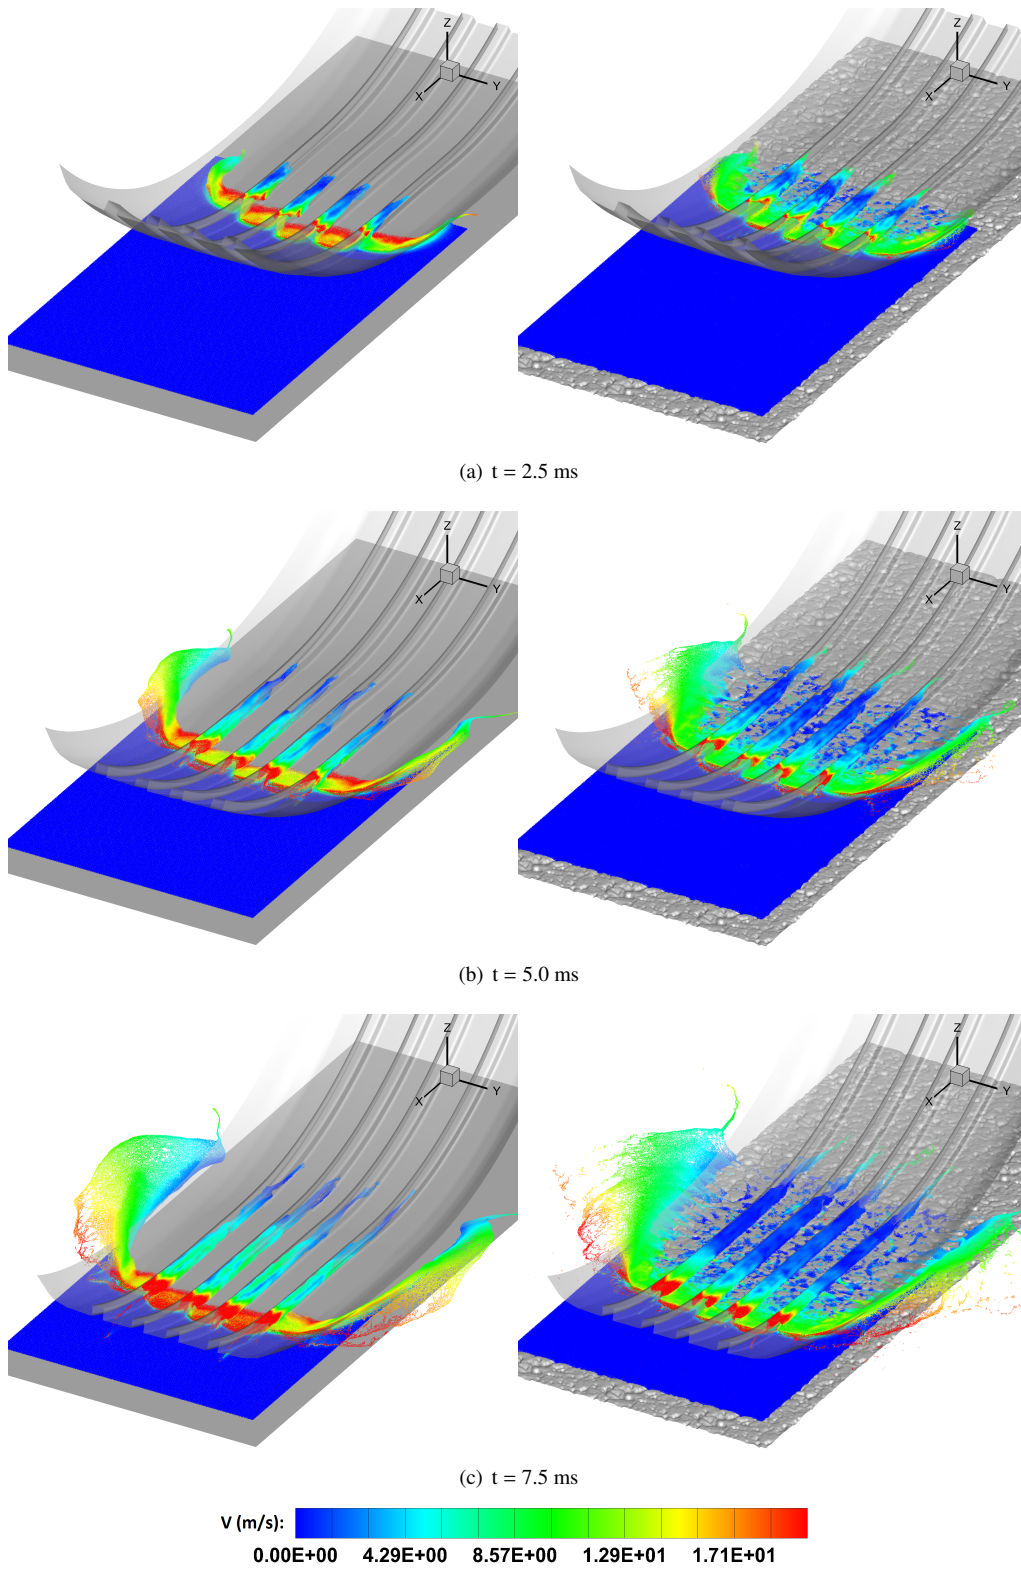 Z
X
Y
Z
X
Y
(a) t = 2.5 ms
Z
X
Y
Z
X
Y
(b) t = 5.0 ms
Z
X
Y
Z
X
Y
(c) t = 7.5 ms
V (m/s):
0.00E+00 4.29E+00 8.57E+00 1.29E+01 1.71E+01